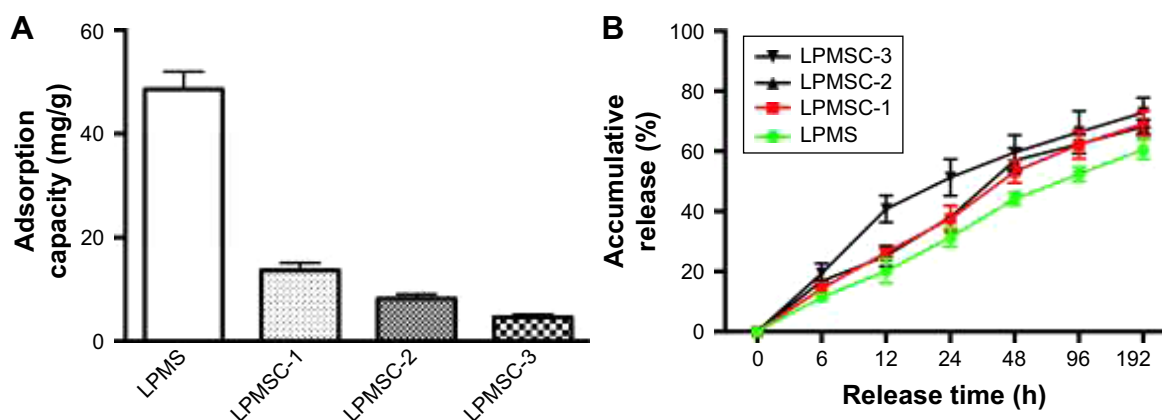 A
Adsorption
capacity (mg/g)
60
40
20
0
LPMS
LPMSC-1
LPMSC-2
LPMSC-3
B
Accumulative
release (%)
100
80
60
40
20
0
LPMSC-3
LPMSC-2
LPMSC-1
LPMS
0 6 12 24 48 96 192
Release time (h)